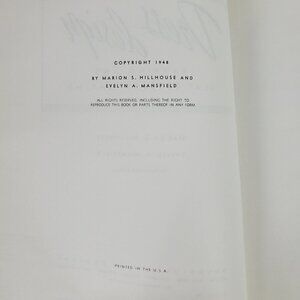 COPYRIGHT 1948
BY MARION S. HILLHOUSE AND
EVELYN A. MANSFIELD
ALL RIGHTS RESERVED, INCLUDING THE RIGHT TO
REPRODUCE THIS BOOK OR PARTS THEREOF IN ANY FORM.
PRINTED IN THE U.S.A.